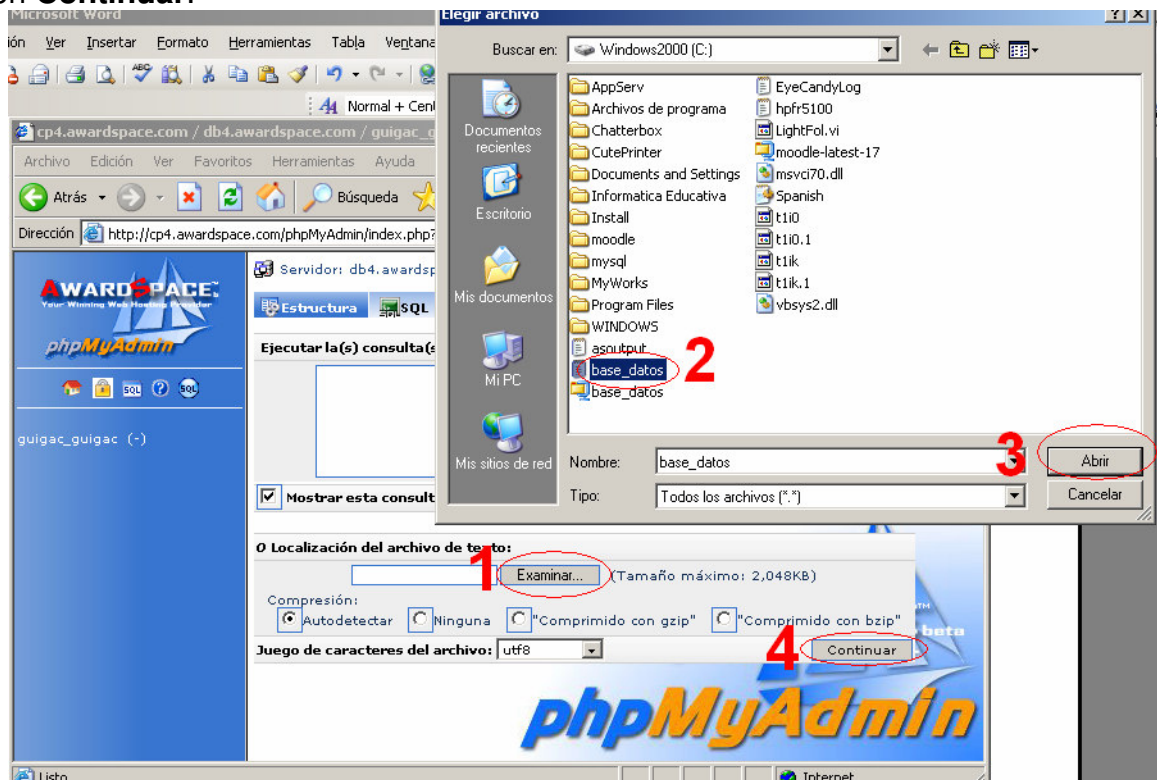 en Continuar.
Microsoft Word
ión Ver Insertar Formato Herramientas Tabla Ventana
Normal + Cent
cp4.awardspace.com / db4.awardspace.com / guigac_g
Archivo Edición Ver Favoritos Herramientas Ayuda
Atrás Búsqueda
Dirección http://cp4.awardspace.com/phpMyAdmin/index.php?
AWARDSPACE
Your Winning Web Hosting Provider
phpMyAdmin
SQL SQL
guigac_guigac (-)
Servidor: db4.awardsp
Estructura SQL
Ejecutar la(s) consulta(s
Mostrar esta consult
O Localización del archivo de texto:
1 Examinar... (Tamaño máximo: 2,048KB)
Compresión:
Autodetectar Ninguna "Comprimido con gzip" "Comprimido con bzip"
Juego de caracteres del archivo: utf8 4 Continuar
beta
phpMyAdmin
Listo Internet
Elegir archivo
Buscar en: Windows2000 (C:)
Documentos recientes
Escritorio
Mis documentos
Mi PC
Mis sitios de red
AppServ
Archivos de programa
Chatterbox
CutePrinter
Documents and Settings
Informatica Educativa
Install
moodle
mysql
MyWorks
Program Files
WINDOWS
asoutput
base_datos 2
base_datos
EyeCandyLog
hpfr5100
LightFol.vi
moodle-latest-17
msvci70.dll
Spanish
t1i0
t1i0.1
t1ik
t1ik.1
vbsys2.dll
Nombre: base_datos 3 Abrir
Tipo: Todos los archivos (*.*) Cancelar